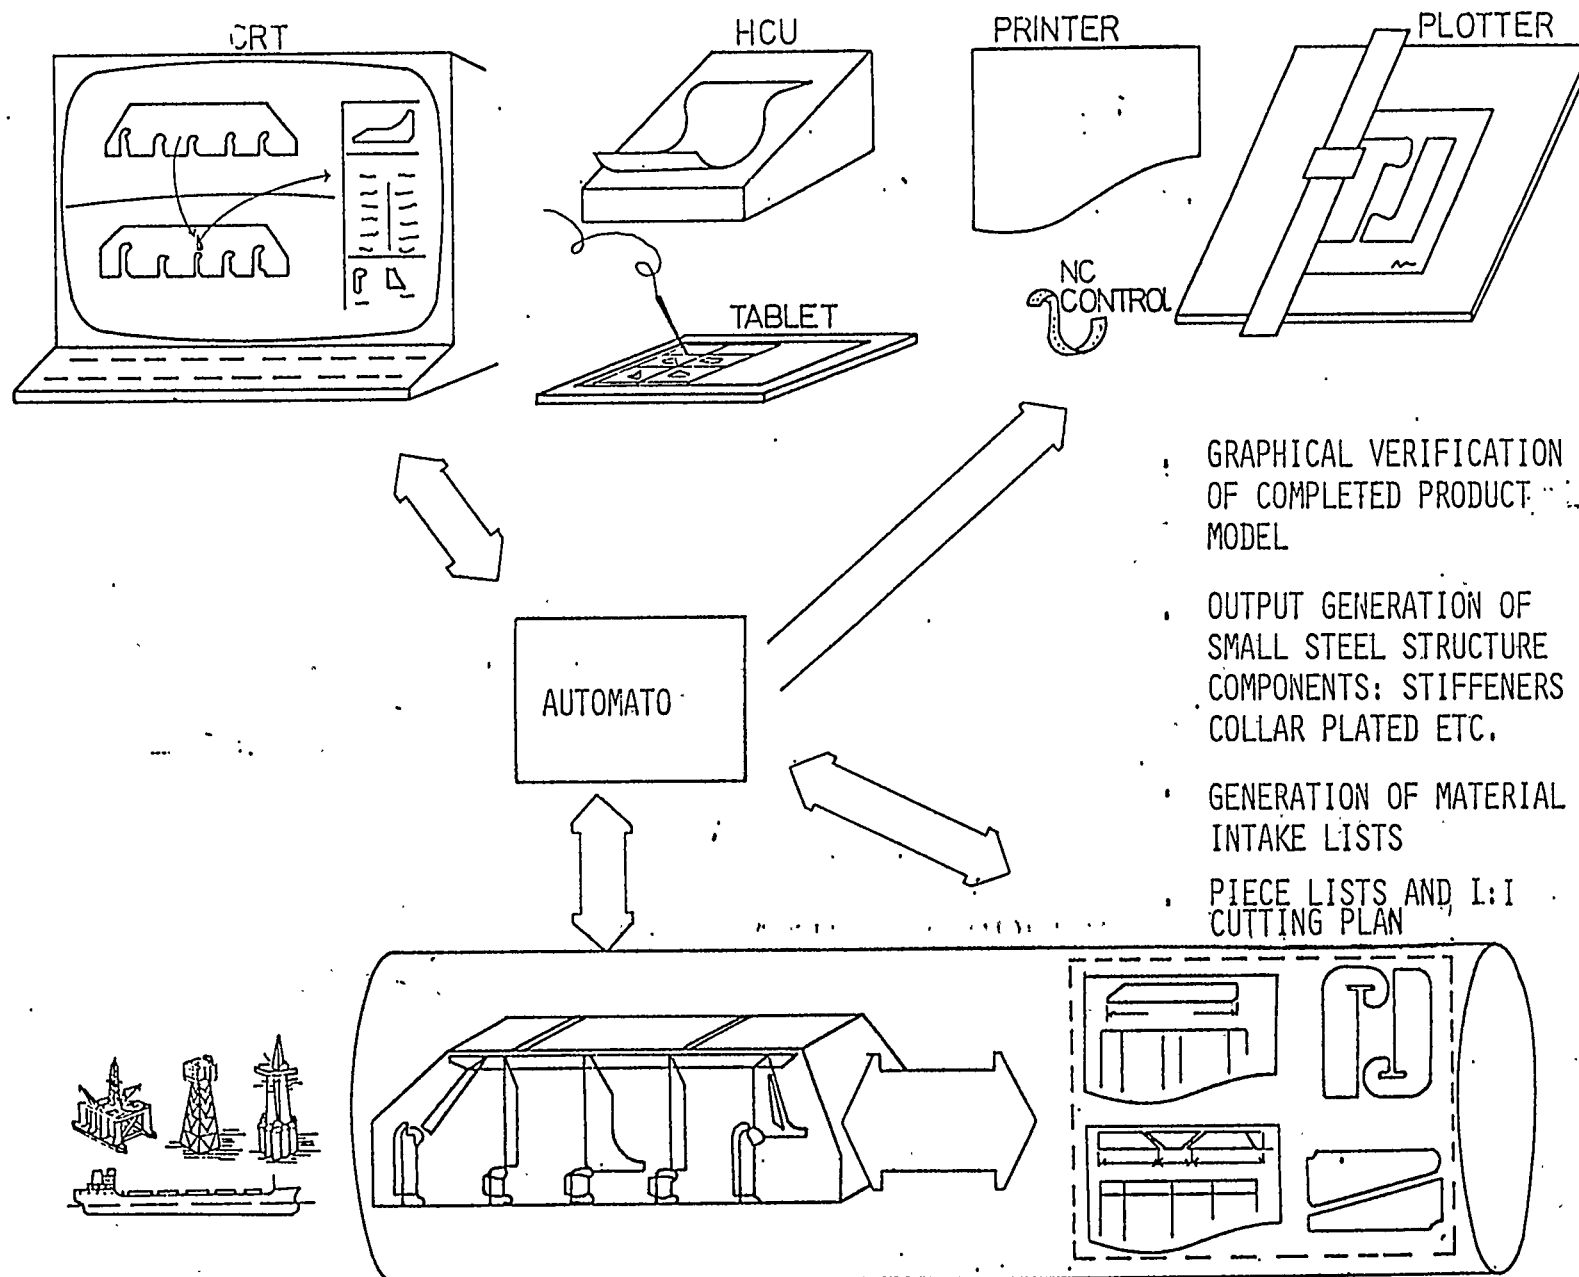 CRT
HCU
PRINTER
PLOTTER
TABLET
NC
CONTROL
AUTOMATO
GRAPHICAL VERIFICATION
OF COMPLETED PRODUCT
MODEL
OUTPUT GENERATION OF
SMALL STEEL STRUCTURE
COMPONENTS: STIFFENERS
COLLAR PLATED ETC.
GENERATION OF MATERIAL
INTAKE LISTS
PIECE LISTS AND I:I
CUTTING PLAN